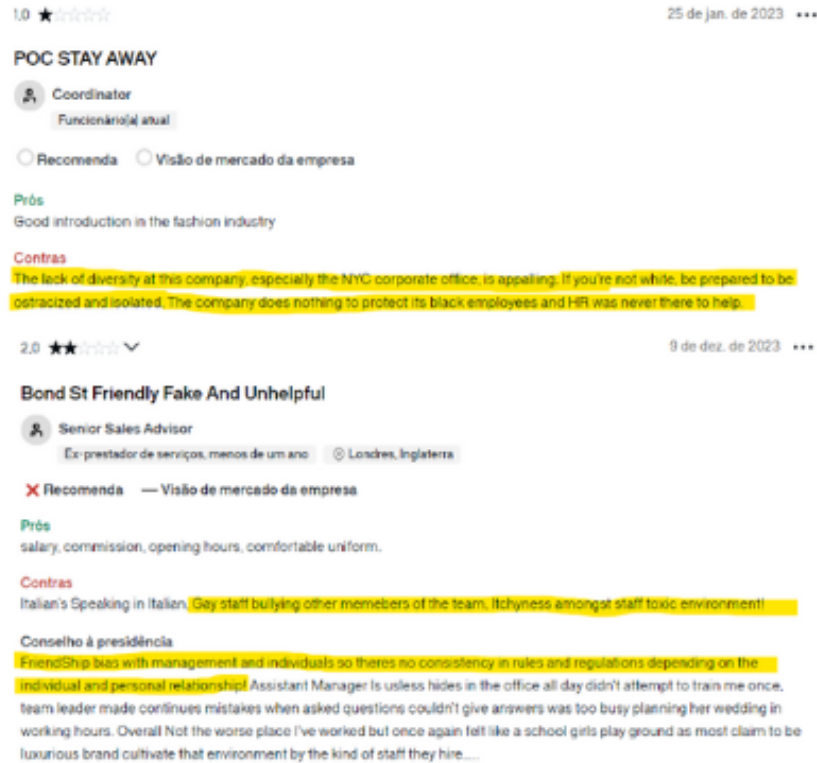 1,0 ★☆☆☆☆ 25 de jan. de 2023 •••
POC STAY AWAY
Coordinator
Funcionário(a) atual
Recomenda Visão de mercado da empresa
Prós
Good introduction in the fashion industry
Contras
The lack of diversity at this company, especially the NYC corporate office, is appalling. If you're not white, be prepared to be
ostracized and isolated. The company does nothing to protect its black employees and HR was never there to help.
2,0 ★★☆☆☆ 9 de dez. de 2023 •••
Bond St Friendly Fake And Unhelpful
Senior Sales Advisor
Ex-prestador de serviços, menos de um ano Londres, Inglaterra
Recomenda — Visão de mercado da empresa
Prós
salary, commission, opening hours, comfortable uniform.
Contras
Italian's Speaking in Italian, Gay staff bullying other memebers of the team, Itchyness amongst staff toxic environment!
Conselho à presidência
FriendShip bias with management and individuals so theres no consistency in rules and regulations depending on the
individual and personal relationship! Assistant Manager Is usless hides in the office all day didn't attempt to train me once,
team leader made continues mistakes when asked questions couldn't give answers was too busy planning her wedding in
working hours. Overall Not the worse place I've worked but once again felt like a school girls play ground as most claim to be
luxurious brand cultivate that environment by the kind of staff they hire.....